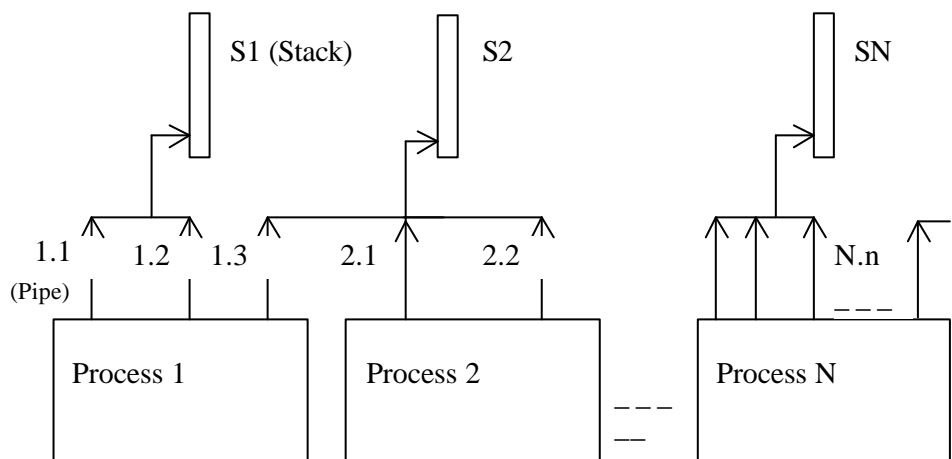 S1 (Stack)
S2
SN
1.1
1.2
1.3
2.1
2.2
N.n
(Pipe)
Process 1
Process 2
Process N